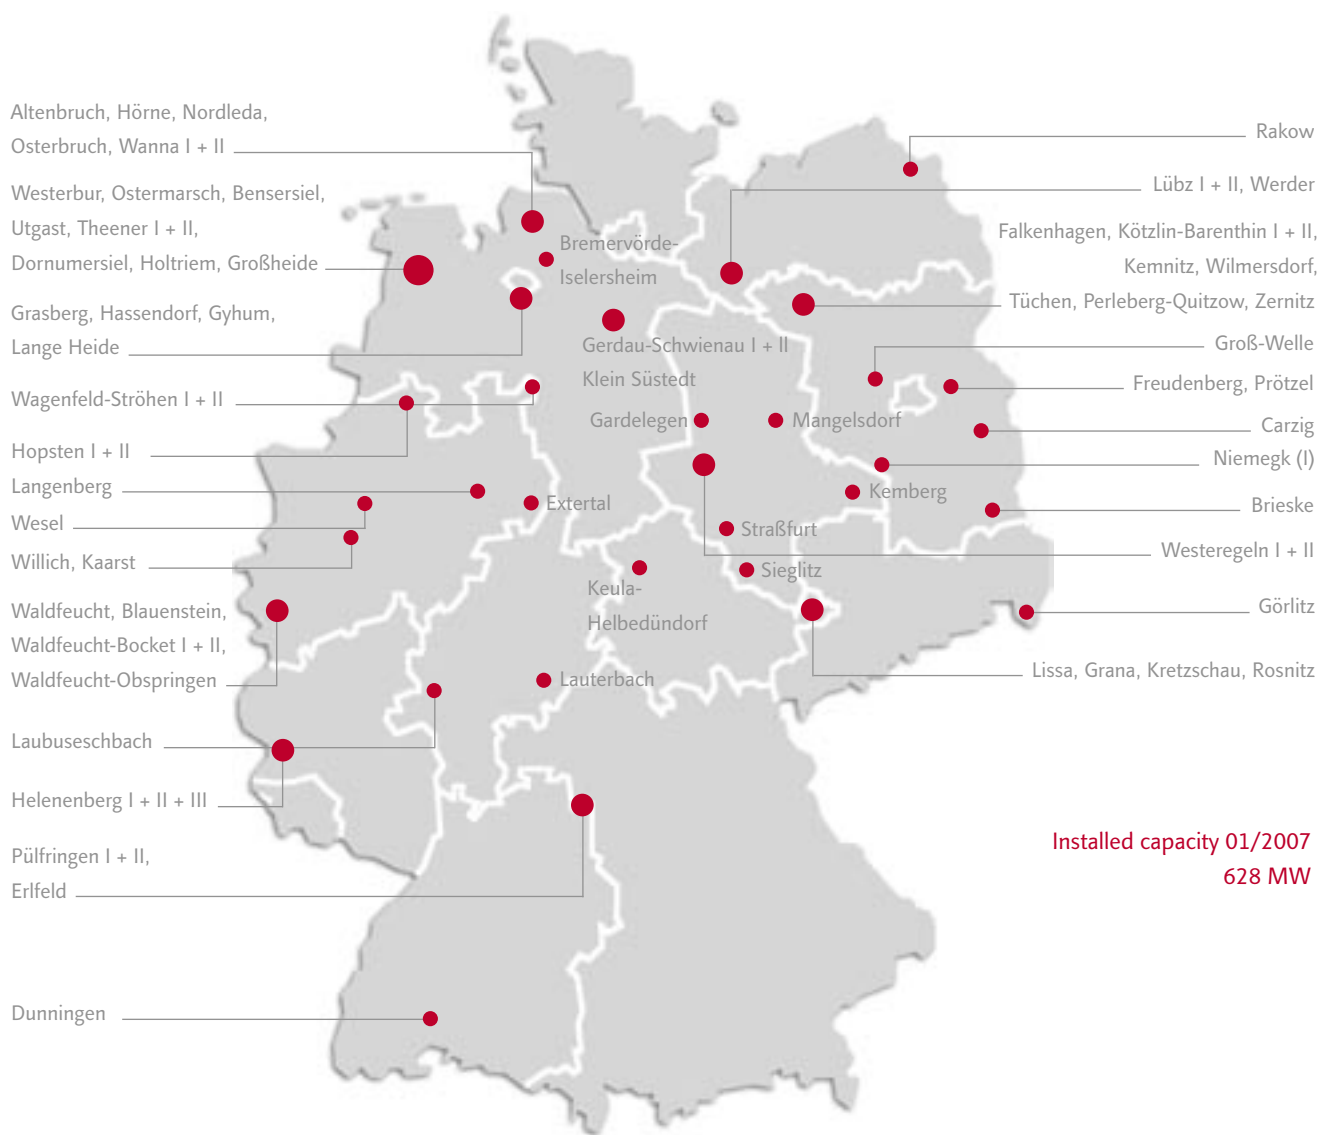 Altenbruch, Hörne, Nordleda,
Osterbruch, Wanna I + II
Westerbur, Ostermarsch, Bensersiel,
Utgast, Theener I + II,
Dornumersiel, Holtriem, Großheide
Grasberg, Hassendorf, Gyhum,
Lange Heide
Wagenfeld-Ströhen I + II
Hopsten I + II
Langenberg
Wesel
Willich, Kaarst
Waldfeucht, Blauenstein,
Waldfeucht-Bocket I + II,
Waldfeucht-Obspringen
Laubuseschbach
Helenenberg I + II + III
Pülfringen I + II,
Erlfeld
Dunningen
Bremervörde-
Iselersheim
Gerdau-Schwienau I + II
Klein Süstedt
Gardelegen
Mangelsdorf
Extertal
Kemberg
Straßfurt
Sieglitz
Keula-
Helbedündorf
Lauterbach
Rakow
Lübz I + II, Werder
Falkenhagen, Kötzlin-Barenthin I + II,
Kemnitz, Wilmersdorf,
Tüchen, Perleberg-Quitzow, Zernitz
Groß-Welle
Freudenberg, Prötzel
Carzig
Niemegk (I)
Brieske
Westeregeln I + II
Görlitz
Lissa, Grana, Kretzschau, Rosnitz
Installed capacity 01/2007
628 MW